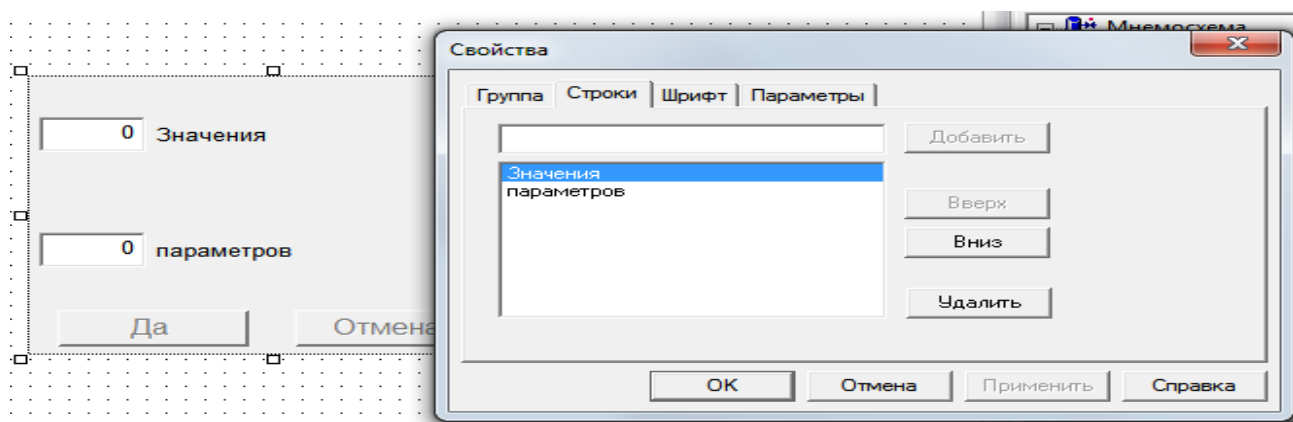 Мнемосхема
Свойства
Группа Строки Шрифт Параметры
0 Значения
Добавить
Значения
параметров
Вверх
Вниз
0 параметров
Удалить
Да Отмена
OK Отмена Применить Справка